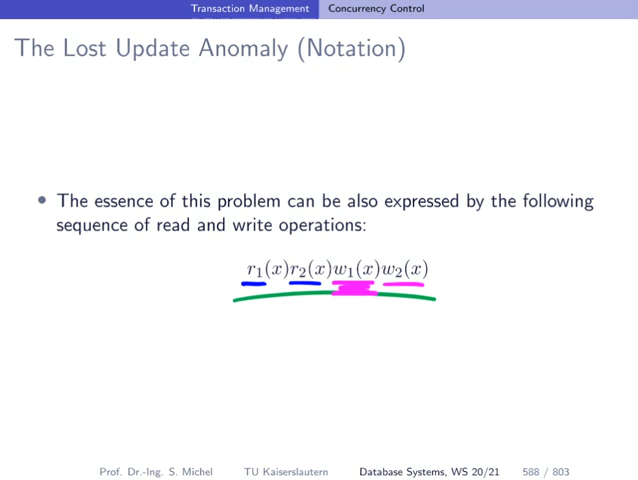 Transaction Management Concurrency Control
The Lost Update Anomaly (Notation)
• The essence of this problem can be also expressed by the following
sequence of read and write operations:
r₁(x)r₂(x)w₁(x)w₂(x)
Prof. Dr.-Ing. S. Michel TU Kaiserslautern Database Systems, WS 20/21 588 / 803